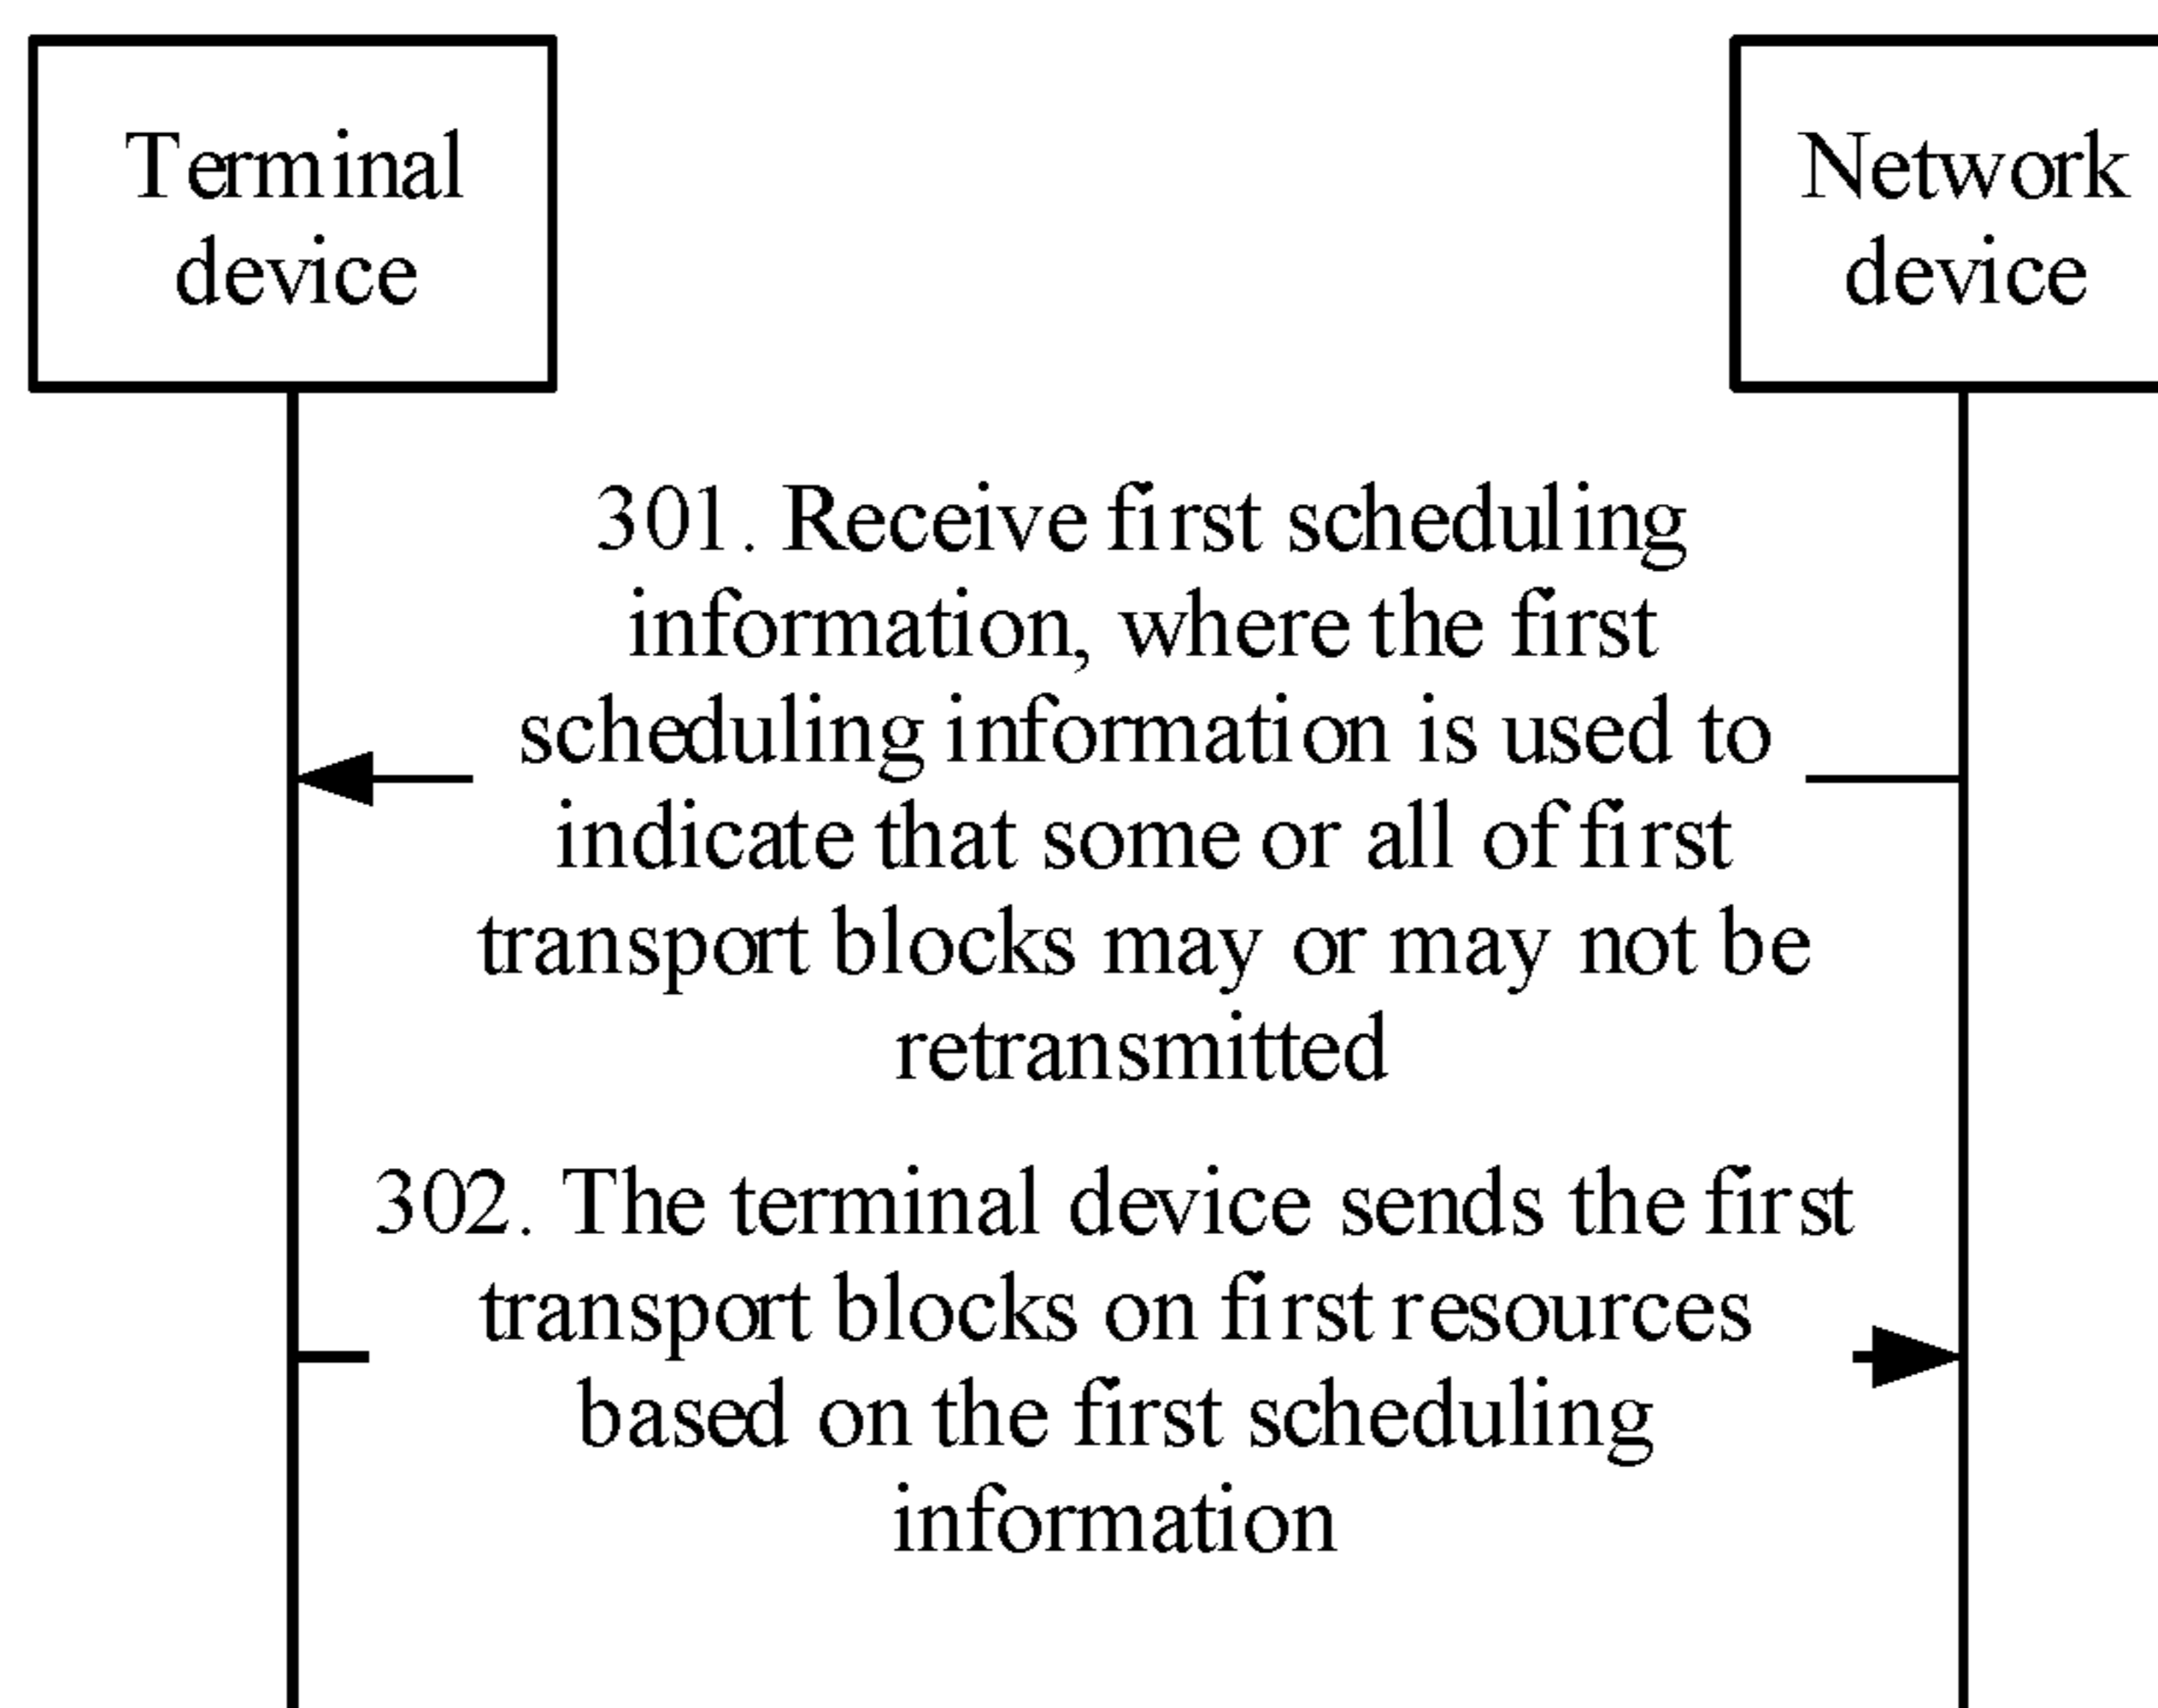 Terminal
device
Network
device
301. Receive first scheduling
information, where the first
scheduling information is used to
indicate that some or all of first
transport blocks may or may not be
retransmitted
302. The terminal device sends the first
transport blocks on first resources
based on the first scheduling
information